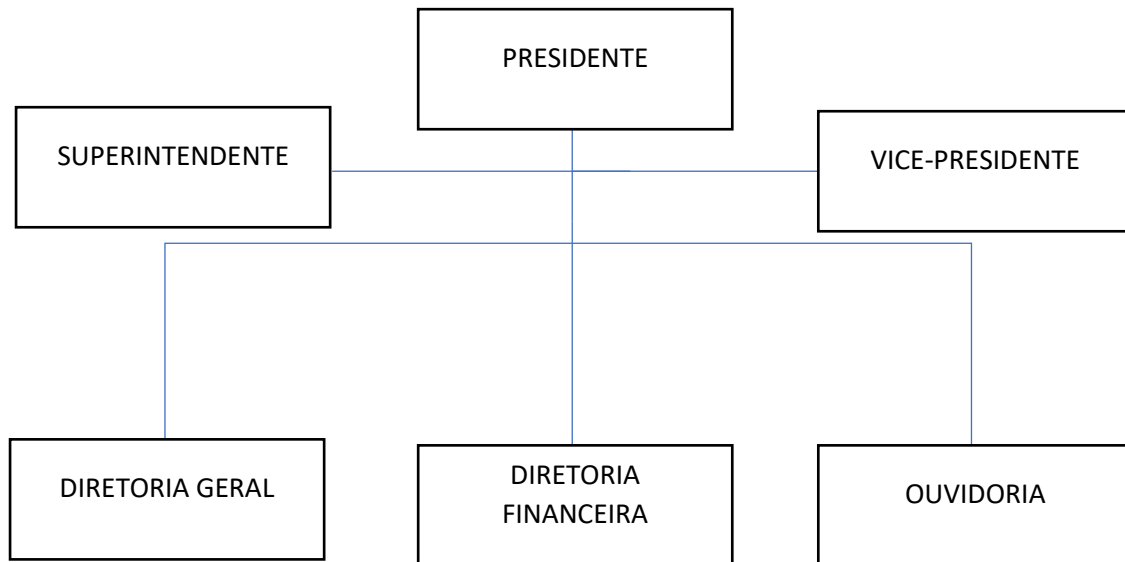 PRESIDENTE
SUPERINTENDENTE
VICE-PRESIDENTE
DIRETORIA GERAL
DIRETORIA
FINANCEIRA
OUVIDORIA